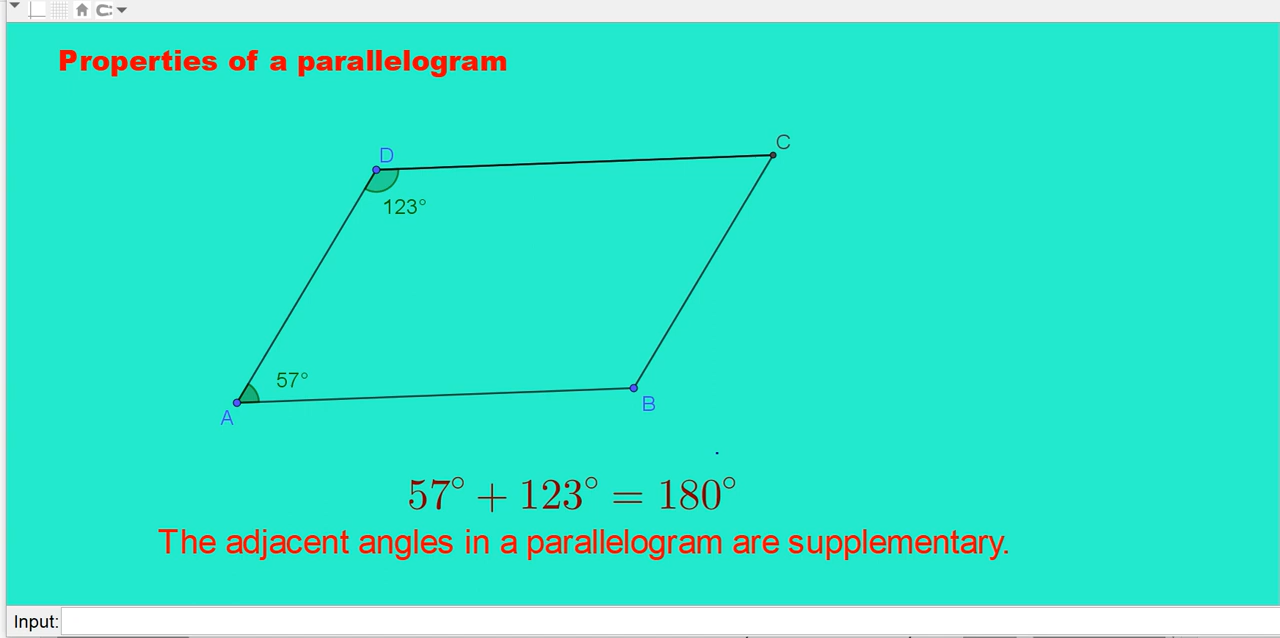 Properties of a parallelogram
D
C
123°
57°
A
B
57° + 123° = 180°
The adjacent angles in a parallelogram are supplementary.
Input: